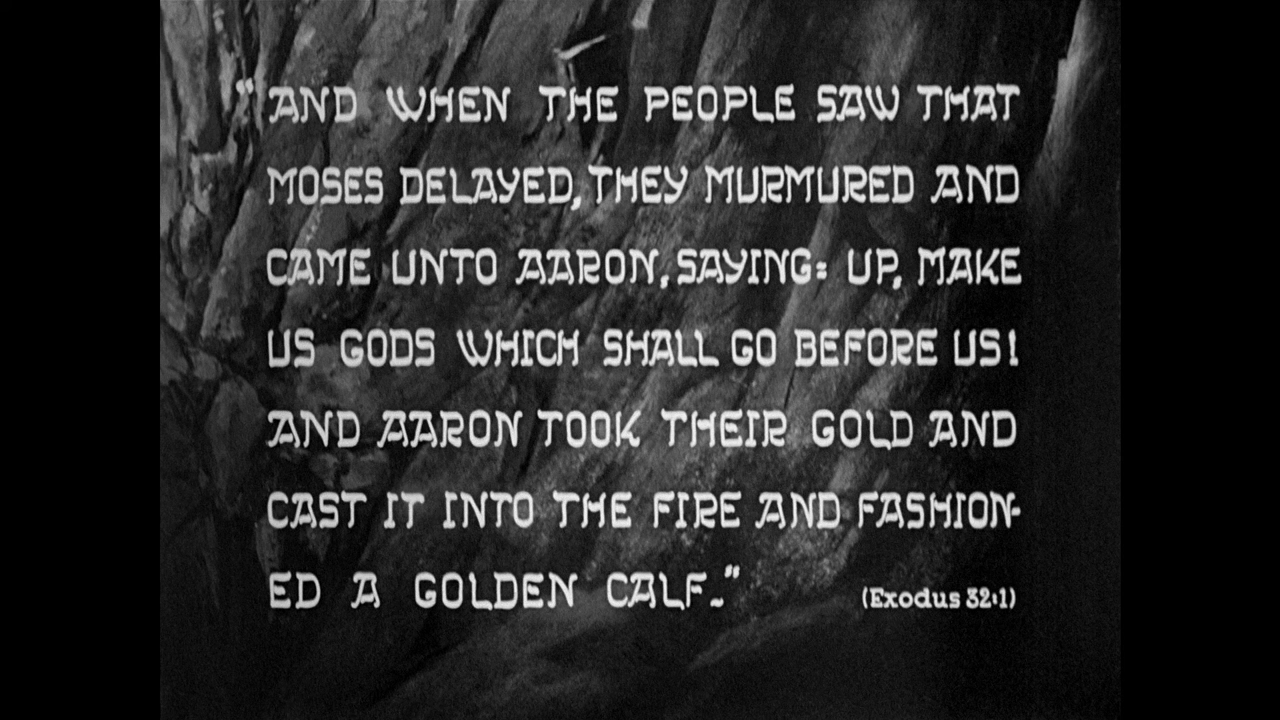 "AND WHEN THE PEOPLE SAW THAT
MOSES DELAYED, THEY MURMURED AND
CAME UNTO AARON, SAYING: UP, MAKE
US GODS WHICH SHALL GO BEFORE US!
AND AARON TOOK THEIR GOLD AND
CAST IT INTO THE FIRE AND FASHION-
ED A GOLDEN CALF.."
(Exodus 32:1)